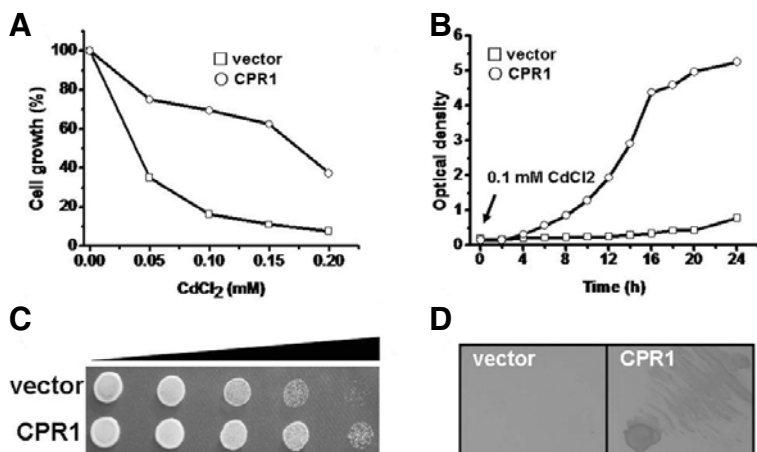 A
vector
CPR1
100
80
60
40
20
0
Cell growth (%)
0.00 0.05 0.10 0.15 0.20
CdCl2 (mM)
B
vector
CPR1
6
5
4
3
2
1
0
Optical density
0.1 mM CdCl2
0 4 8 12 16 20 24
Time (h)
C
vector
CPR1
D
vector CPR1